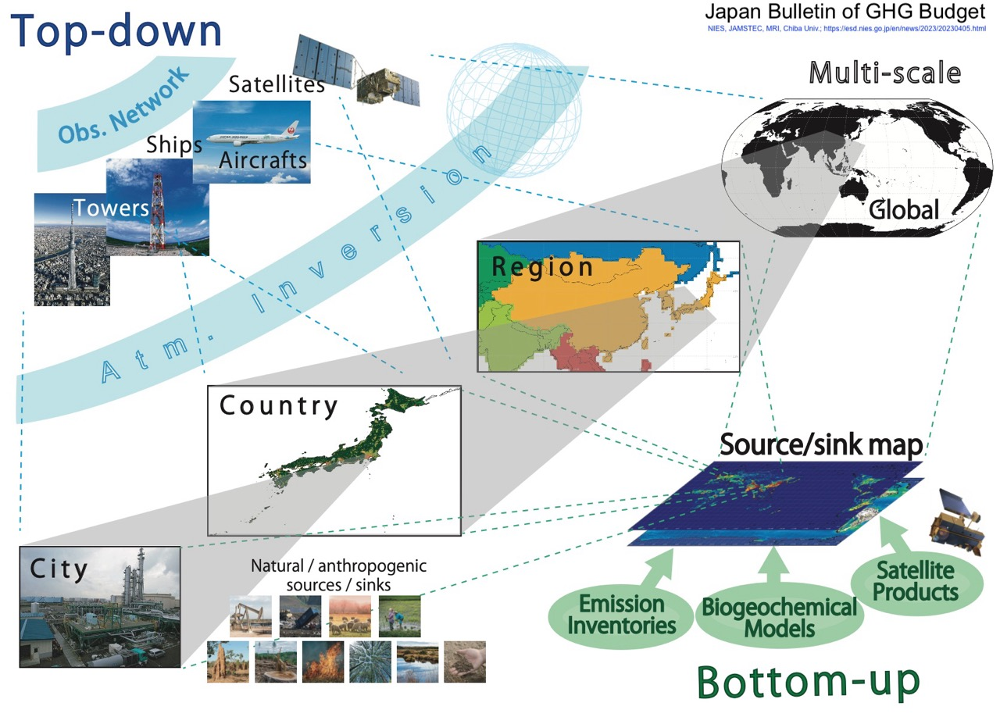 Top-down
Japan Bulletin of GHG Budget
NIES, JAMSTEC, MRI, Chiba Univ.; https://esd.nies.go.jp/en/news/2023/20230405.html
Multi-scale
Obs. Network
Satellites
Ships
Aircrafts
Towers
Atm. Inversion
Global
Region
Country
City
Natural / anthropogenic
sources / sinks
Source/sink map
Emission
Inventories
Biogeochemical
Models
Satellite
Products
Bottom-up